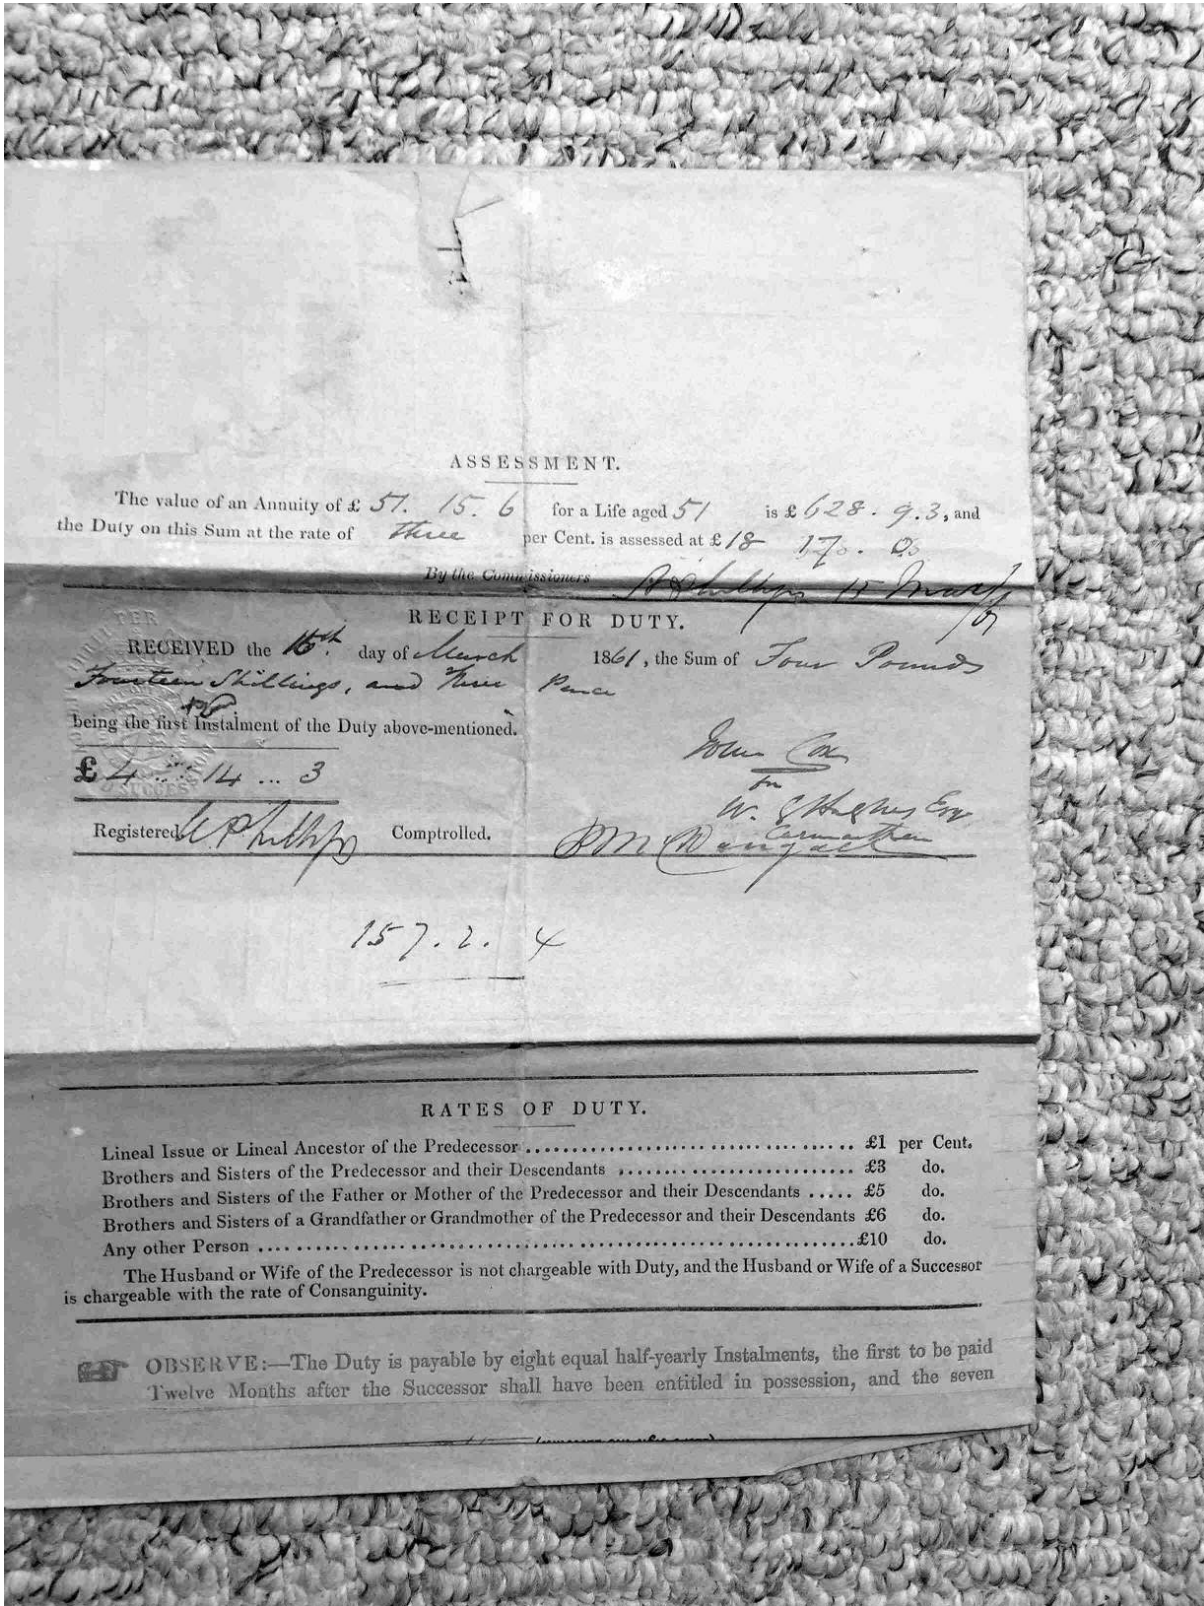 ASSESSMENT.
The value of an Annuity of £ 51. 15. 6 for a Life aged 51 is £ 628. 9. 3, and
the Duty on this Sum at the rate of three per Cent. is assessed at £ 18 17. 0
By the Commissioners 15 March/61
RECEIPT FOR DUTY.
RECEIVED the day of March 1861, the Sum of Four Pounds
Fourteen Shillings, and three Pence
being the first Instalment of the Duty above-mentioned.
John Cox
for
£ 4 ... 14 ... 3
W. Hughes Esq
Carmarthen
Registered Phillips Comptrolled.
157. 2. 4
RATES OF DUTY.
Lineal Issue or Lineal Ancestor of the Predecessor ........ £1 per Cent.
Brothers and Sisters of the Predecessor and their Descendants ........ £3 do.
Brothers and Sisters of the Father or Mother of the Predecessor and their Descendants ..... £5 do.
Brothers and Sisters of a Grandfather or Grandmother of the Predecessor and their Descendants £6 do.
Any other Person ........ £10 do.
The Husband or Wife of the Predecessor is not chargeable with Duty, and the Husband or Wife of a Successor
is chargeable with the rate of Consanguinity.
OBSERVE:—The Duty is payable by eight equal half-yearly Instalments, the first to be paid
Twelve Months after the Successor shall have been entitled in possession, and the seven